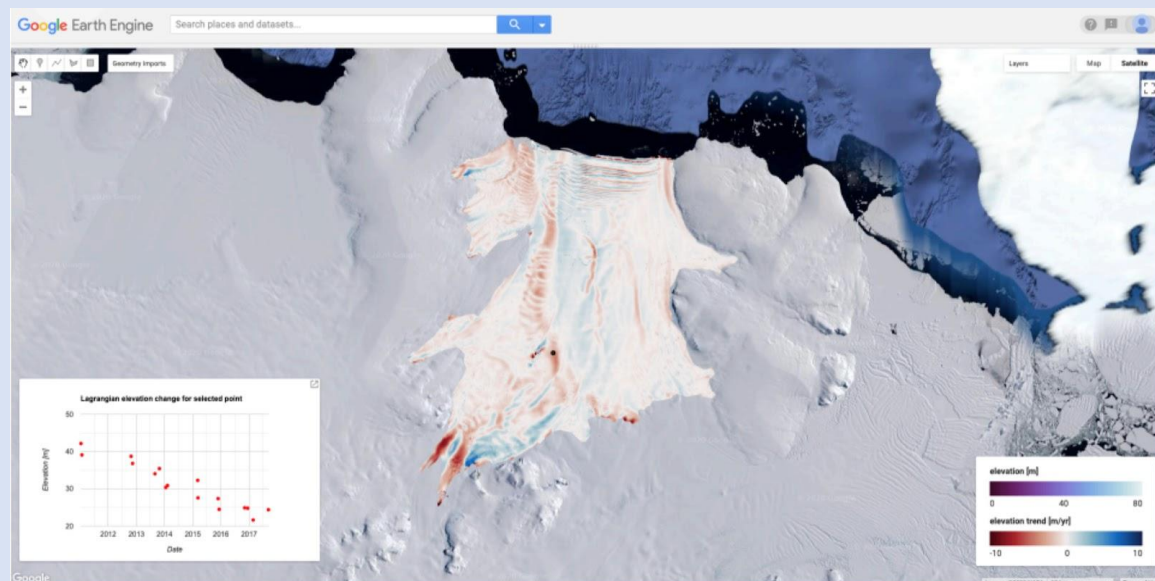 Google Earth Engine
Search places and datasets...
Geometry Imports
Layers
Map
Satellite
+
−
Lagrangian elevation change for selected point
Elevation [m]
50
40
30
20
2012 2013 2014 2015 2016 2017
Date
elevation [m]
0 40 80
elevation trend [m/yr]
-10 0 10
Google